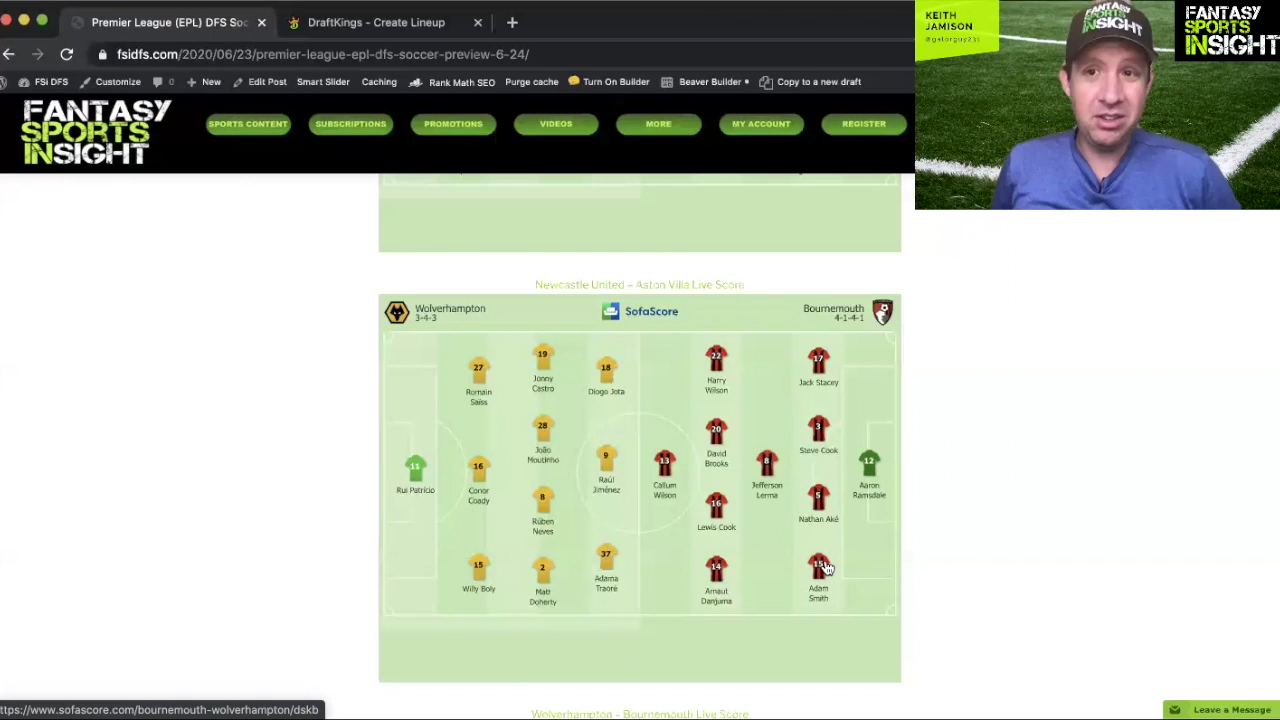 Premier League (EPL) DFS Soc
DraftKings - Create Lineup
fsidfs.com/2020/06/23/premier-league-epl-dfs-soccer-pre
FSi DFS
Customize
0
New
Edit Post
Smart Slider
Caching
Rank Math SEO
Purge cache
Turn On Builder
Beaver Builder
Copy to a new draft
FANTASY
SPORTS
INSIGHT
SPORTS CONTENT
SUBSCRIPTIONS
PROMOTIONS
VIDEOS
MORE
MY ACCOUNT
REGISTER
KEITH
JAMISON
FANTASY
SPORTS
INSIGHT
FANTASY
SPORTS
INSIGHT
Newcastle United – Aston Villa Live Score
Wolverhampton
3-4-3
SofaScore
Bournemouth
4-1-4-1
11
Rui Patrício
27
Romain
Saïss
16
Conor
Coady
15
Willy Boly
19
Jonny
Castro
28
João
Moutinho
8
Rúben
Neves
2
Matt
Doherty
18
Diogo Jota
9
Raúl
Jiménez
37
Adama
Traoré
13
Callum
Wilson
22
Harry
Wilson
20
David
Brooks
16
Lewis Cook
14
Arnaut
Danjuma
8
Jefferson
Lerma
17
Jack Stacey
3
Steve Cook
5
Nathan Aké
15
Adam
Smith
12
Aaron
Ramsdale
Wolverhampton – Bournemouth Live Score
ttps://www.sofascore.com/bournemouth-wolverhampton/dskb
Leave a Message